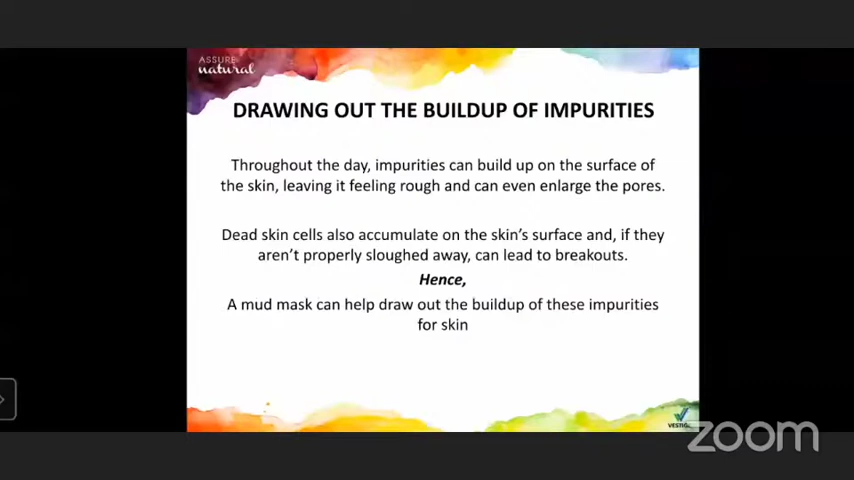 ASSURE
natural
DRAWING OUT THE BUILDUP OF IMPURITIES
Throughout the day, impurities can build up on the surface of
the skin, leaving it feeling rough and can even enlarge the pores.
Dead skin cells also accumulate on the skin's surface and, if they
aren't properly sloughed away, can lead to breakouts.
Hence,
A mud mask can help draw out the buildup of these impurities
for skin
zoom